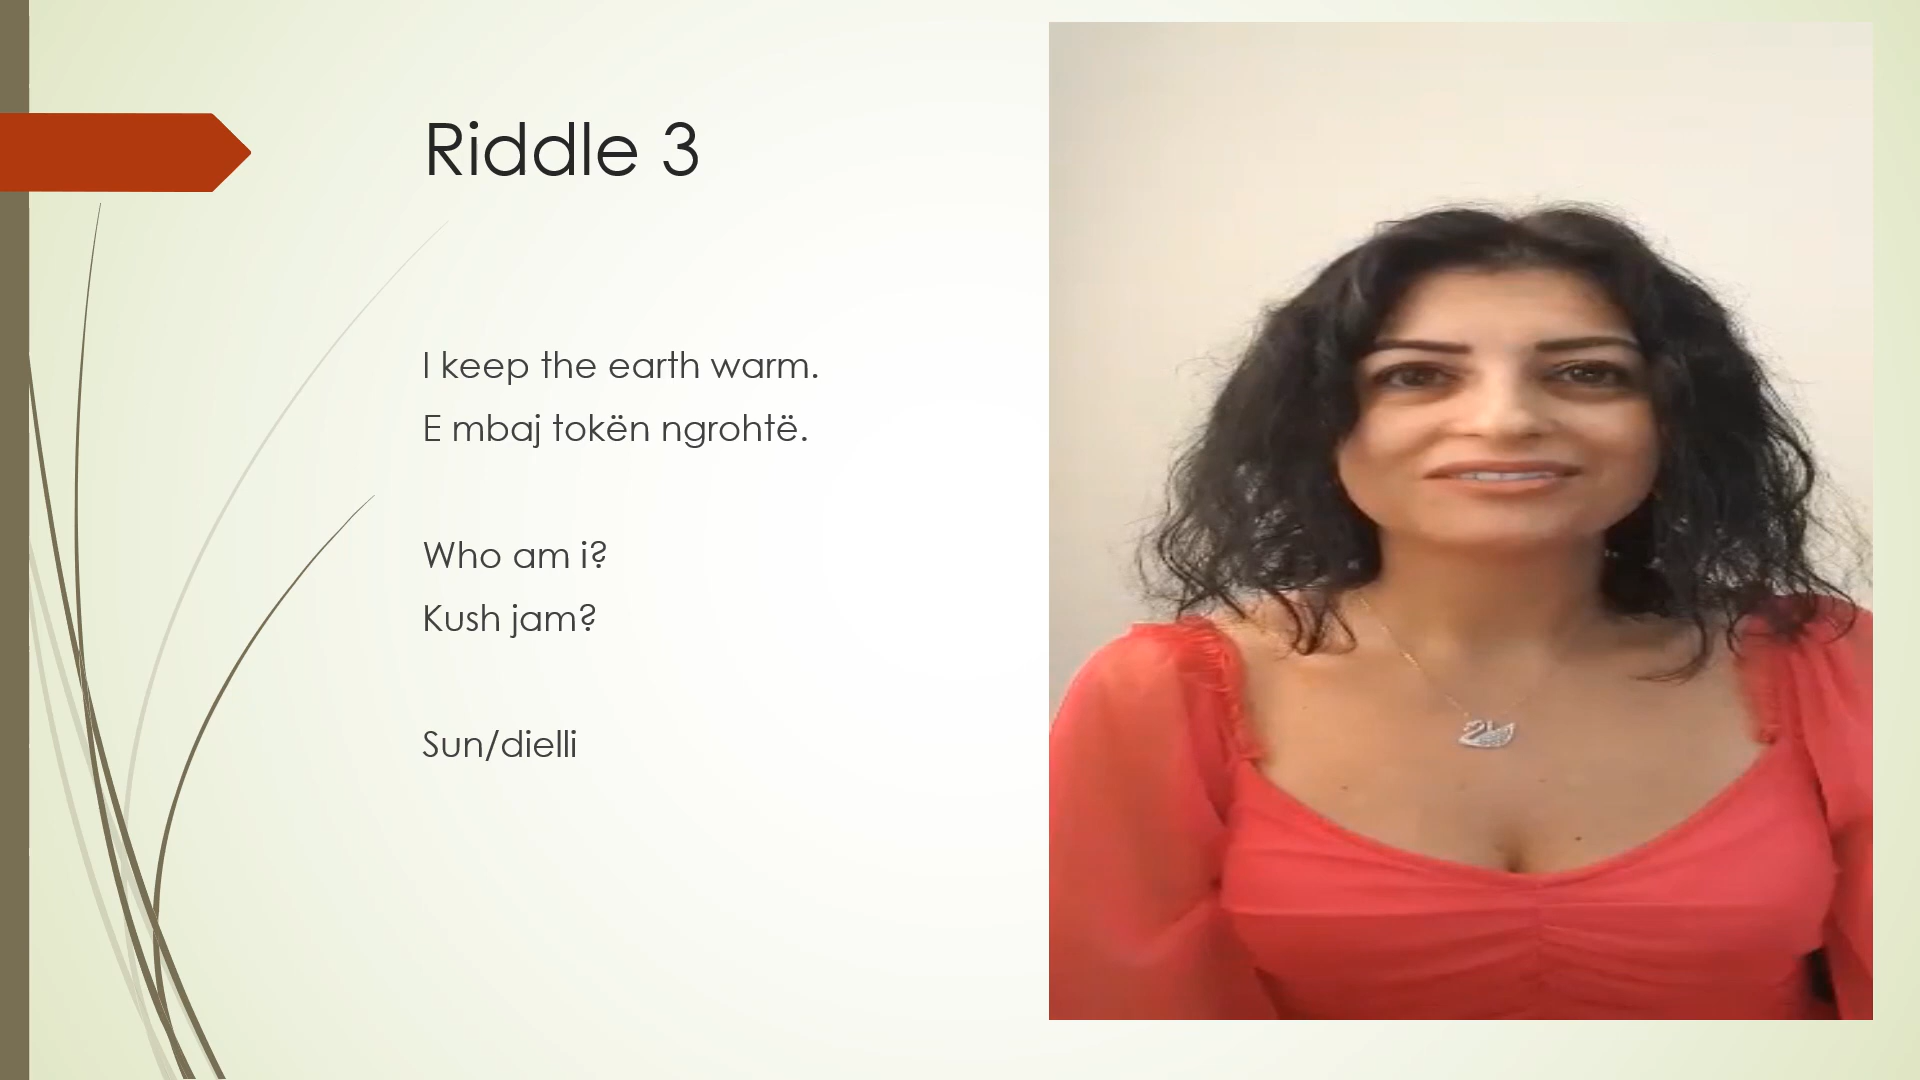 Riddle 3
I keep the earth warm.
E mbaj tokën ngrohtë.
Who am i?
Kush jam?
Sun/dielli